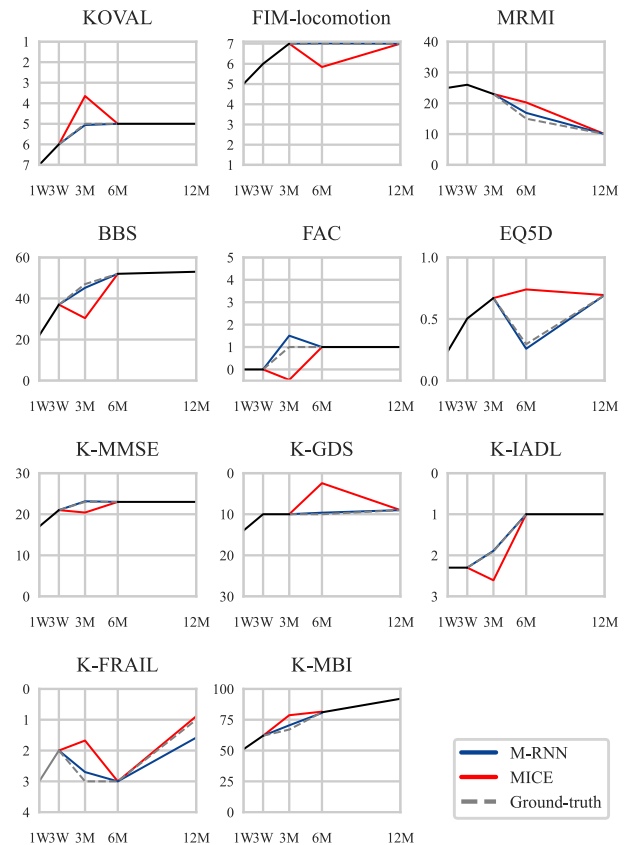 KOVAL FIM-locomotion MRMI
1 7 40
2 6 30
3 5
4 4 20
5 3
6 2 10
7 1 0
1W3W 3M 6M 12M 1W3W 3M 6M 12M 1W3W 3M 6M 12M
BBS FAC EQ5D
60 5 1.0
4
40 3
2 0.5
20 1
0 0 0.0
1W3W 3M 6M 12M 1W3W 3M 6M 12M 1W3W 3M 6M 12M
K-MMSE K-GDS K-IADL
30 0 0
20 10 1
10 20 2
0 30 3
1W3W 3M 6M 12M 1W3W 3M 6M 12M 1W3W 3M 6M 12M
K-FRAIL K-MBI
0 100
1 75
2 50
3 25
4 0
1W3W 3M 6M 12M 1W3W 3M 6M 12M
M-RNN
MICE
Ground-truth